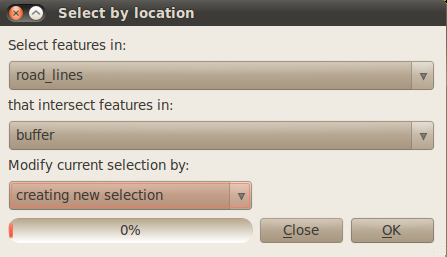 Select by location
Select features in:
road_lines
that intersect features in:
buffer
Modify current selection by:
creating new selection
0%
Close
OK